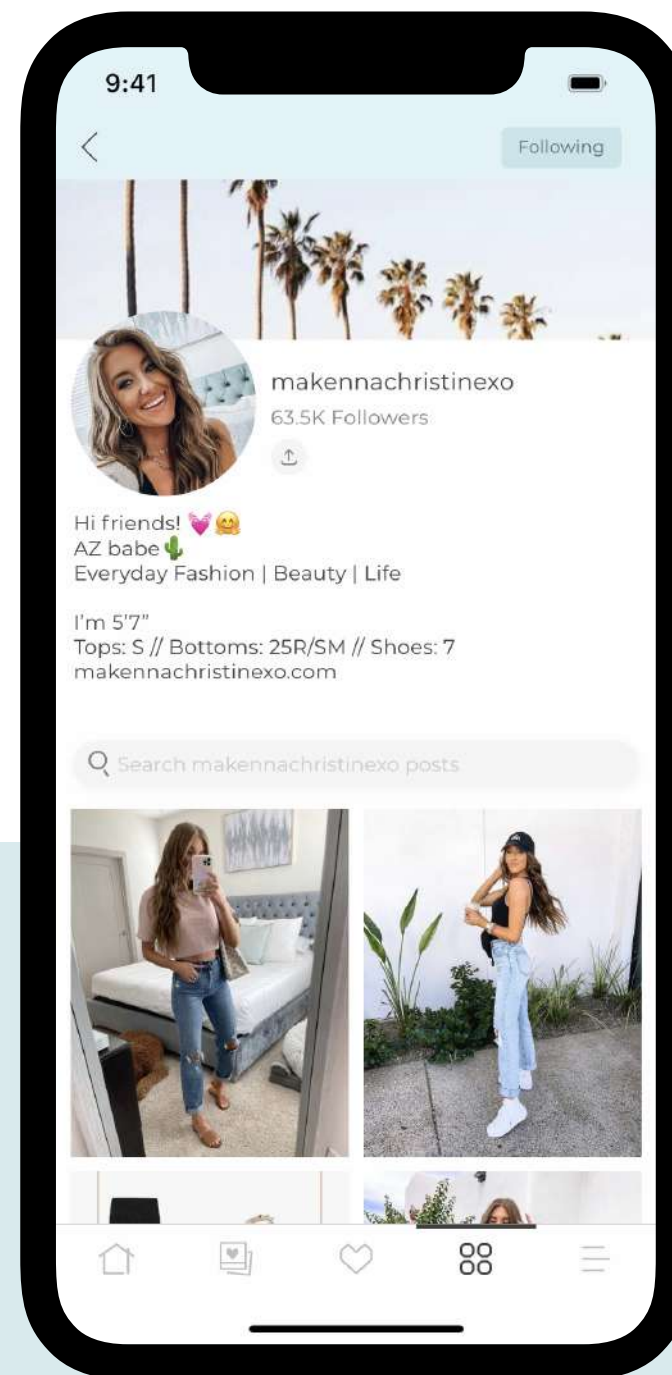 9:41
Following
makennachristinexo
63.5K Followers
Hi friends! 💓🤗
AZ babe🌵
Everyday Fashion | Beauty | Life
I'm 5'7”
Tops: S // Bottoms: 25R/SM // Shoes: 7
makennachristinexo.com
Search makennachristinexo posts